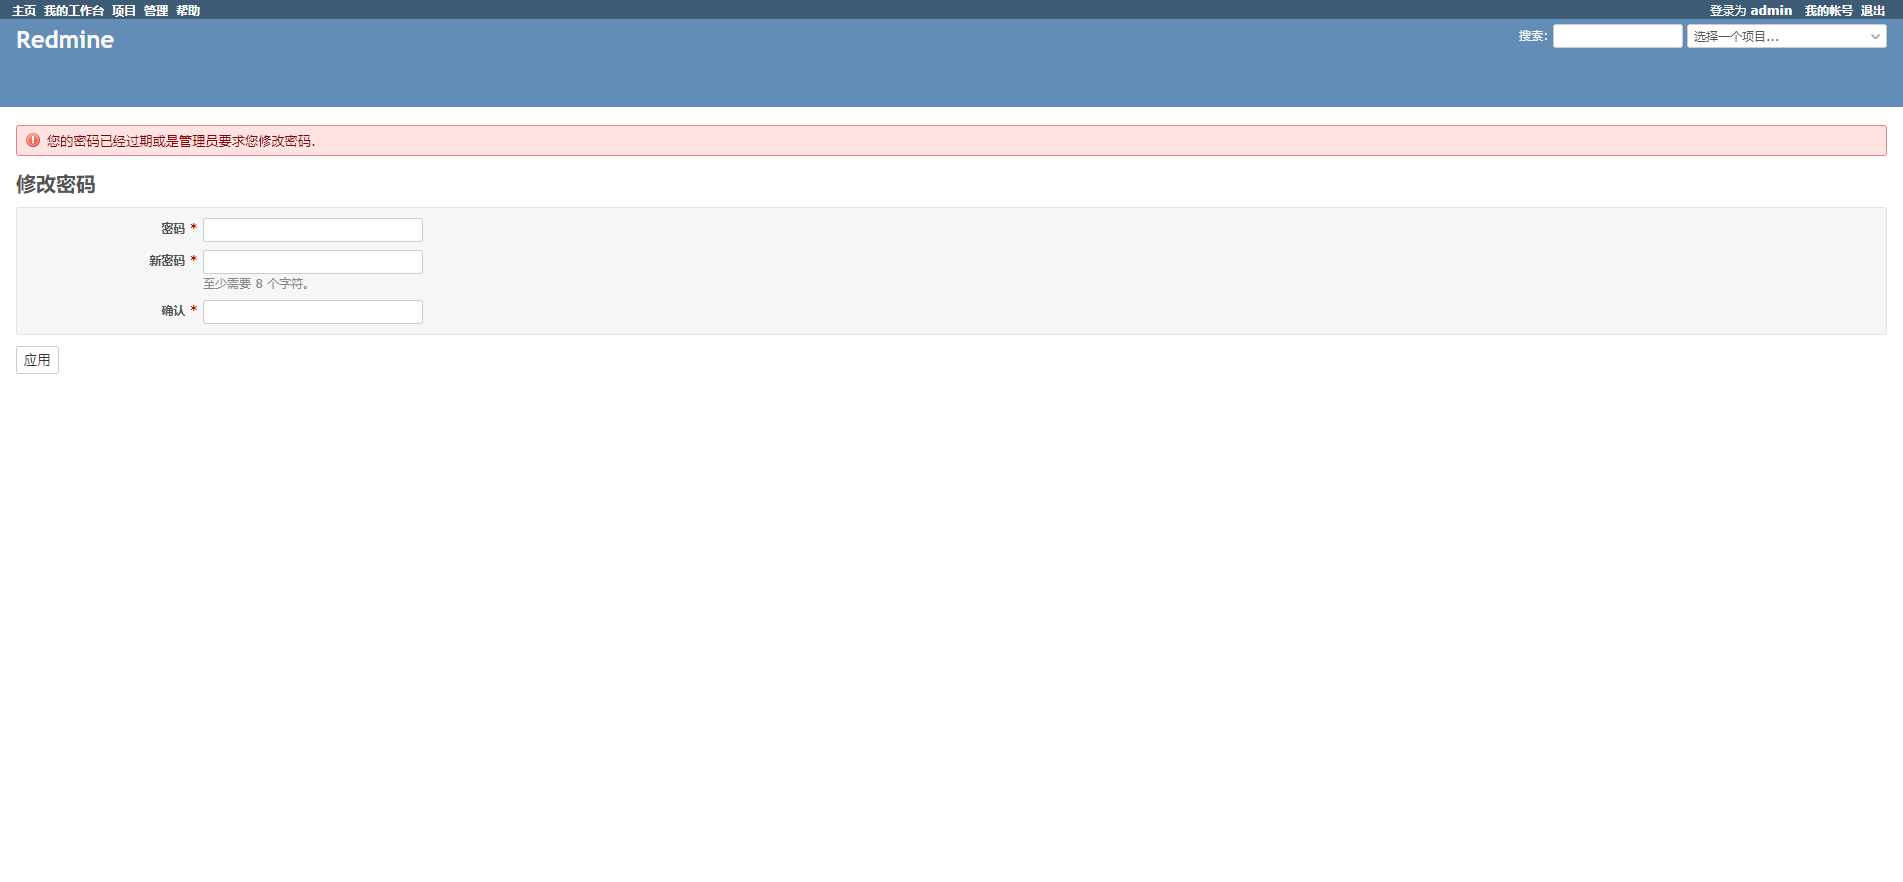 主页 我的工作台 项目 管理 帮助 登录为 admin 我的帐号 退出
Redmine 搜索: 选择一个项目...
您的密码已经过期或是管理员要求您修改密码.
修改密码
密码 *
新密码 *
至少需要 8 个字符。
确认 *
应用